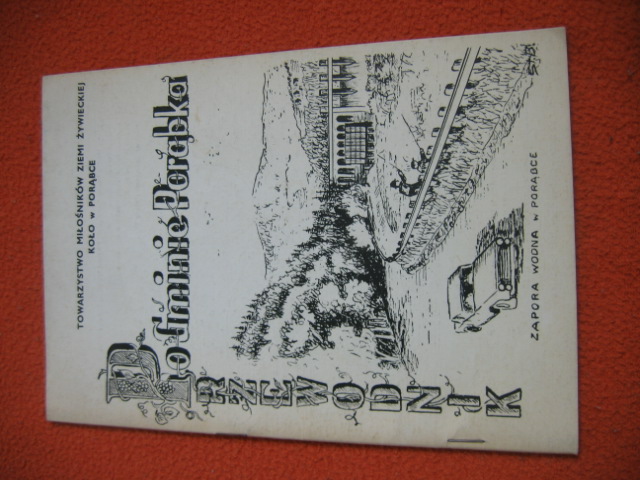 TOWARZYSTWO MIŁOŚNIKÓW ZIEMI ŻYWIECKIEJ
KOŁO w PORĄBCE
Po Gminie Porąbka
PRZEWODNIK
S.B.
ZAPORA WODNA w PORĄBCE